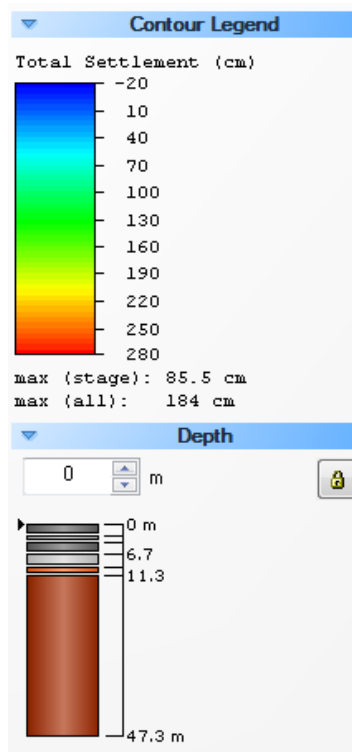 Contour Legend
Total Settlement (cm)
-20
10
40
70
100
130
160
190
220
250
280
max (stage): 85.5 cm
max (all): 184 cm
Depth
0 m
0 m
6.7
11.3
47.3 m